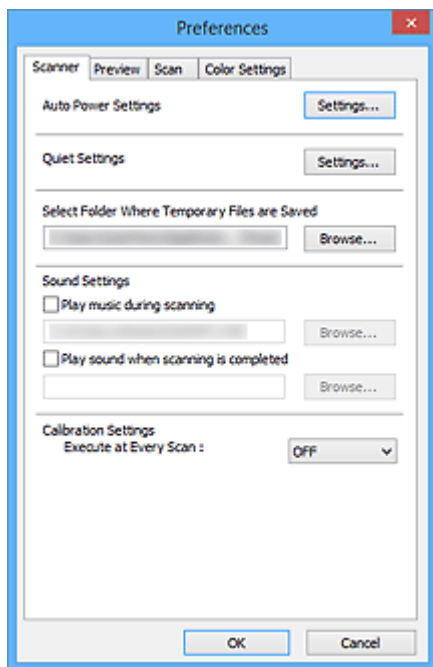 Preferences
Scanner Preview Scan Color Settings
Auto Power Settings Settings...
Quiet Settings Settings...
Select Folder Where Temporary Files are Saved
Browse...
Sound Settings
Play music during scanning
Browse...
Play sound when scanning is completed
Browse...
Calibration Settings
Execute at Every Scan : OFF
OK Cancel